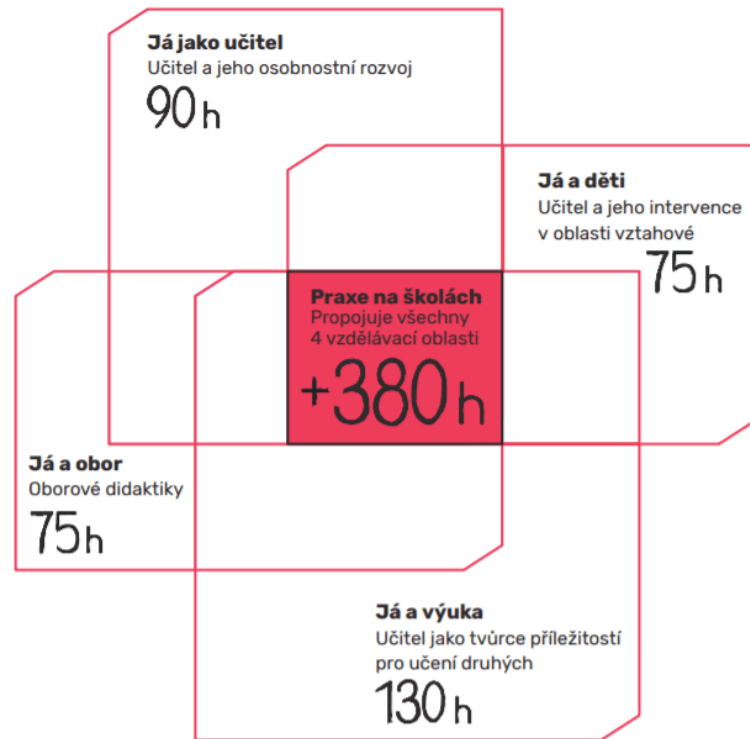 Já jako učitel
Učitel a jeho osobnostní rozvoj
90 h
Já a děti
Učitel a jeho intervence
v oblasti vztahové
75 h
Praxe na školách
Propojuje všechny
4 vzdělávací oblasti
+380 h
Já a obor
Oborové didaktiky
75 h
Já a výuka
Učitel jako tvůrce příležitostí
pro učení druhých
130 h